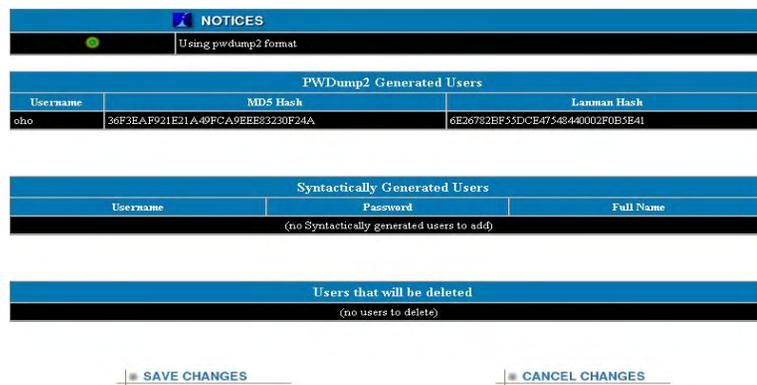 NOTICES
Using pwdump2 format
PWDump2 Generated Users
Username MD5 Hash Lanman Hash
oho 36F3EAF921E21A49FCA9EEE83230F24A 6E26782BF55DCE47548440002F0B5E41
Syntactically Generated Users
Username Password Full Name
(no Syntactically generated users to add)
Users that will be deleted
(no users to delete)
SAVE CHANGES CANCEL CHANGES